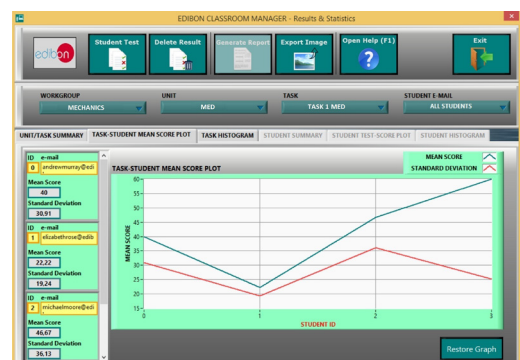 EDIBON CLASSROOM MANAGER - Results & Statistics
edibon
Student Test
Delete Result
Generate Report
Export Image
Open Help (F1)
Exit
WORKGROUP
UNIT
TASK
STUDENT E-MAIL
MECHANICS
MED
TASK 1 MED
ALL STUDENTS
UNIT/TASK SUMMARY
TASK-STUDENT MEAN SCORE PLOT
TASK HISTOGRAM
STUDENT SUMMARY
STUDENT TEST-SCORE PLOT
STUDENT HISTOGRAM
ID e-mail
0 andrewmurray@edi
Mean Score
40
Standard Deviation
30,91
ID e-mail
1 elizabethrose@edib
Mean Score
22,22
Standard Deviation
19,24
ID e-mail
2 michaelmoore@edi
Mean Score
46,67
Standard Deviation
36,13
TASK-STUDENT MEAN SCORE PLOT
MEAN SCORE
STANDARD DEVIATION
MEAN SCORE
60
55
50
45
40
35
30
25
20
15
0
1
2
3
STUDENT ID
Restore Graph